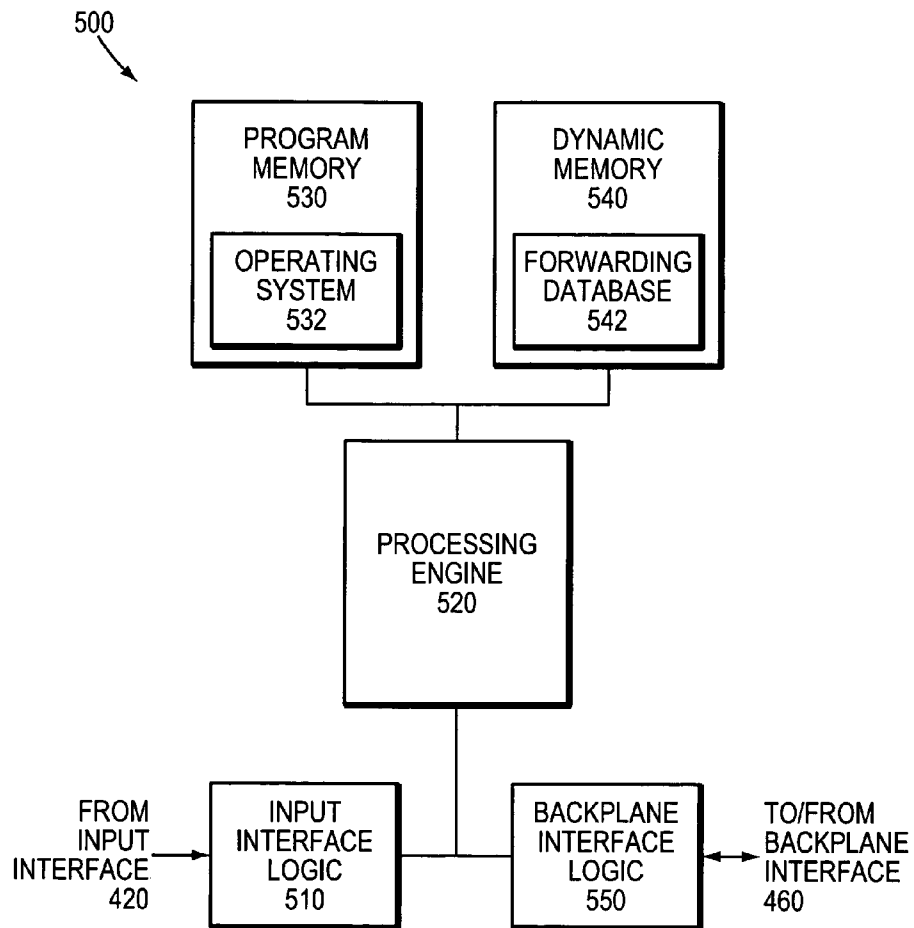 500
PROGRAM
MEMORY
530
OPERATING
SYSTEM
532
DYNAMIC
MEMORY
540
FORWARDING
DATABASE
542
PROCESSING
ENGINE
520
FROM
INPUT
INTERFACE
420
INPUT
INTERFACE
LOGIC
510
BACKPLANE
INTERFACE
LOGIC
550
TO/FROM
BACKPLANE
INTERFACE
460